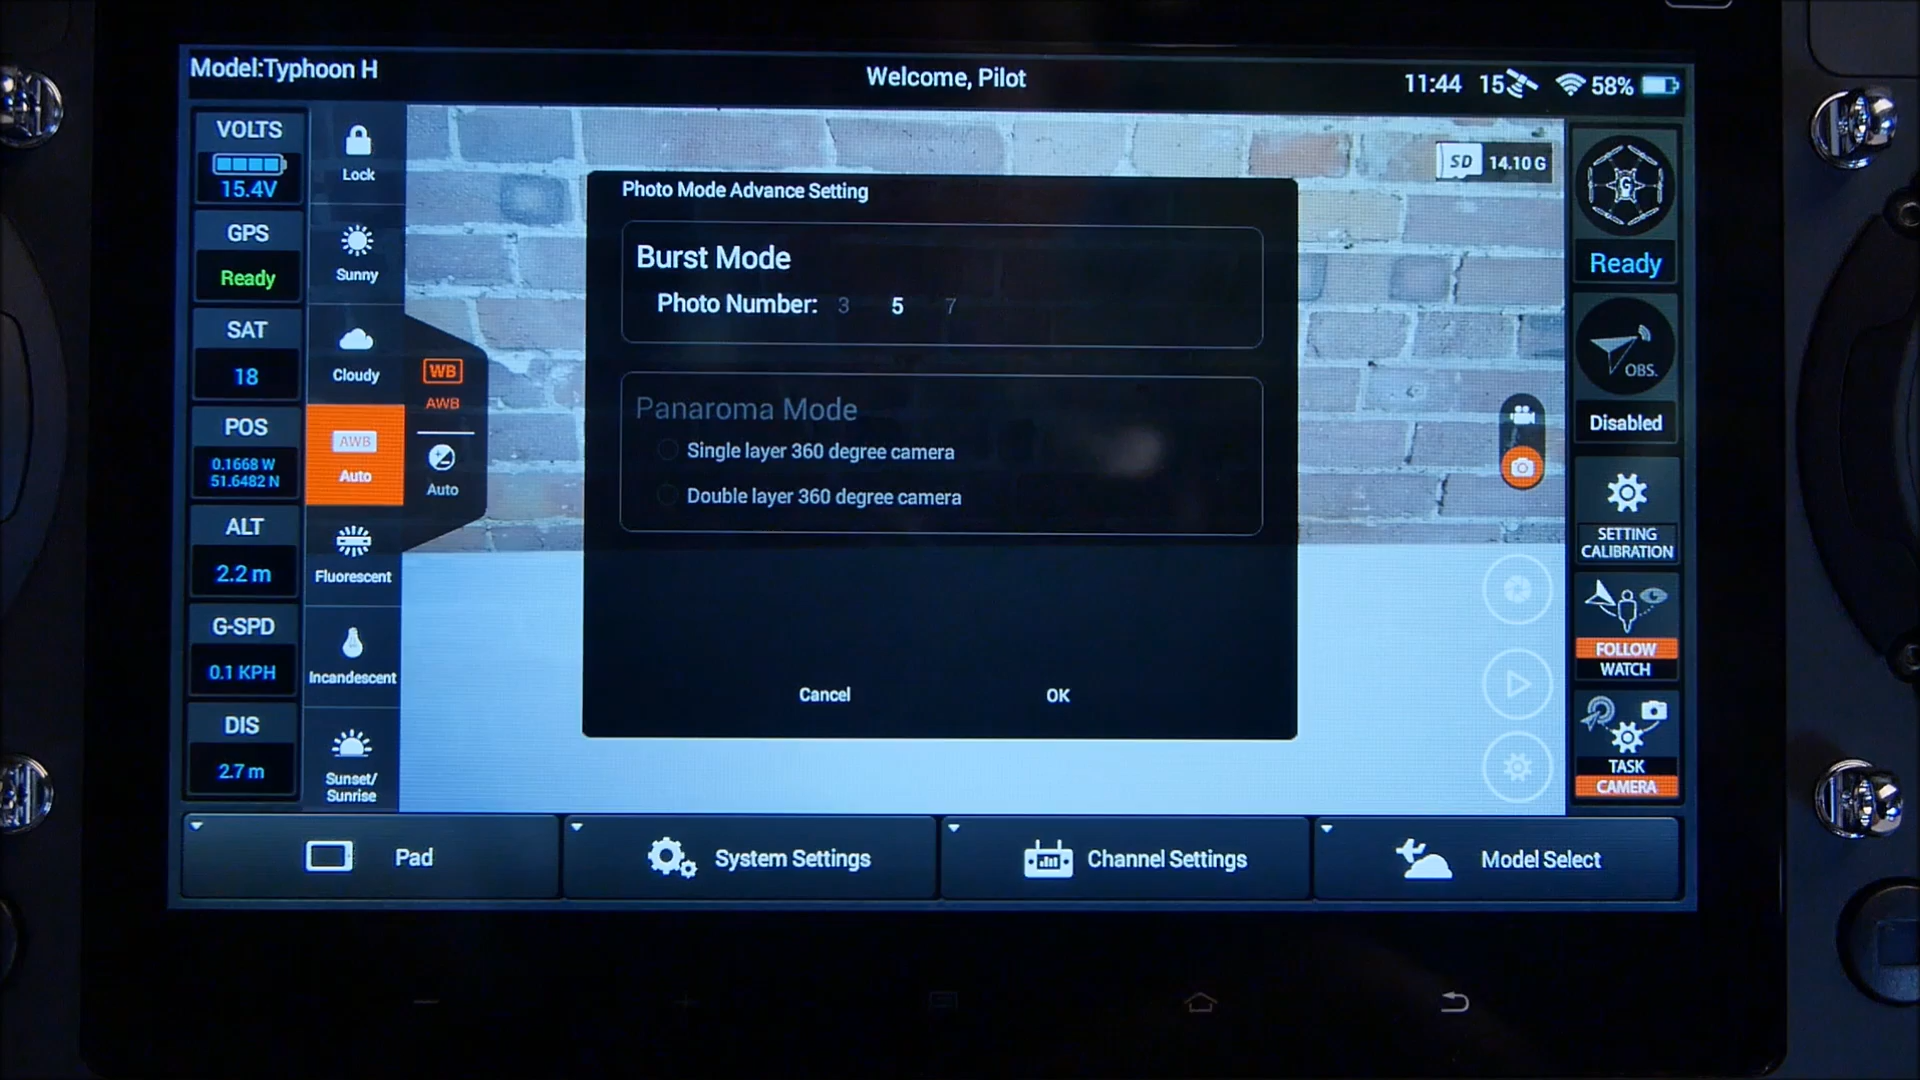 Model:Typhoon H
Welcome, Pilot
11:44
15
58%
VOLTS
15.4V
GPS
Ready
SAT
18
POS
0.1668 W
51.6482 N
ALT
2.2 m
G-SPD
0.1 KPH
DIS
2.7 m
Lock
Sunny
Cloudy
AWB
Auto
Fluorescent
Incandescent
Sunset/
Sunrise
WB
AWB
Auto
Photo Mode Advance Setting
Burst Mode
Photo Number: 3 5 7
Panaroma Mode
Single layer 360 degree camera
Double layer 360 degree camera
Cancel
OK
SD 14.10 G
G
Ready
OBS.
Disabled
SETTING
CALIBRATION
FOLLOW
WATCH
TASK
CAMERA
Pad
System Settings
Channel Settings
Model Select